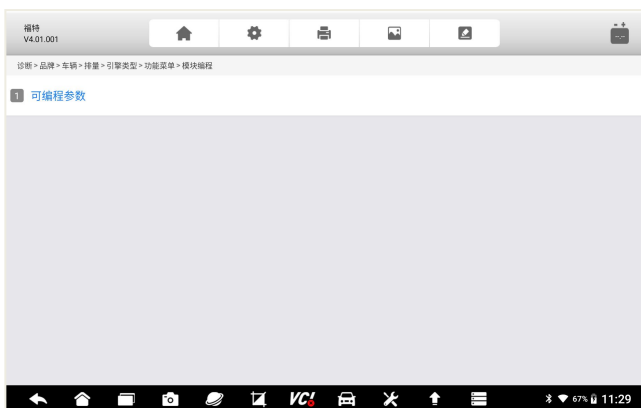 福特
V4.01.001
- +
--.--
诊断 > 品牌 > 车辆 > 排量 > 引擎类型 > 功能菜单 > 模块编程
1 可编程参数
VC! 67% 11:29